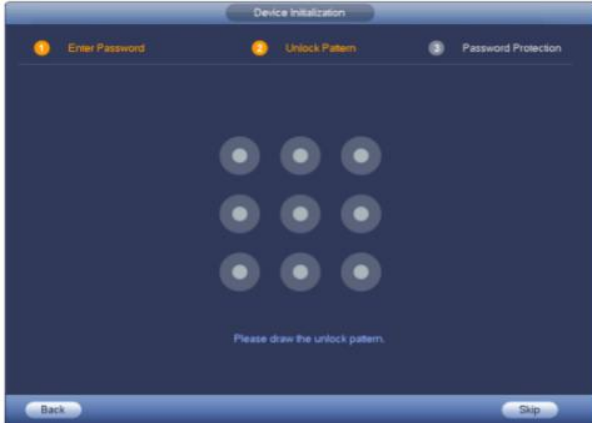 Device Initialization
1 Enter Password 2 Unlock Pattern 3 Password Protection
Please draw the unlock pattern.
Back Skip